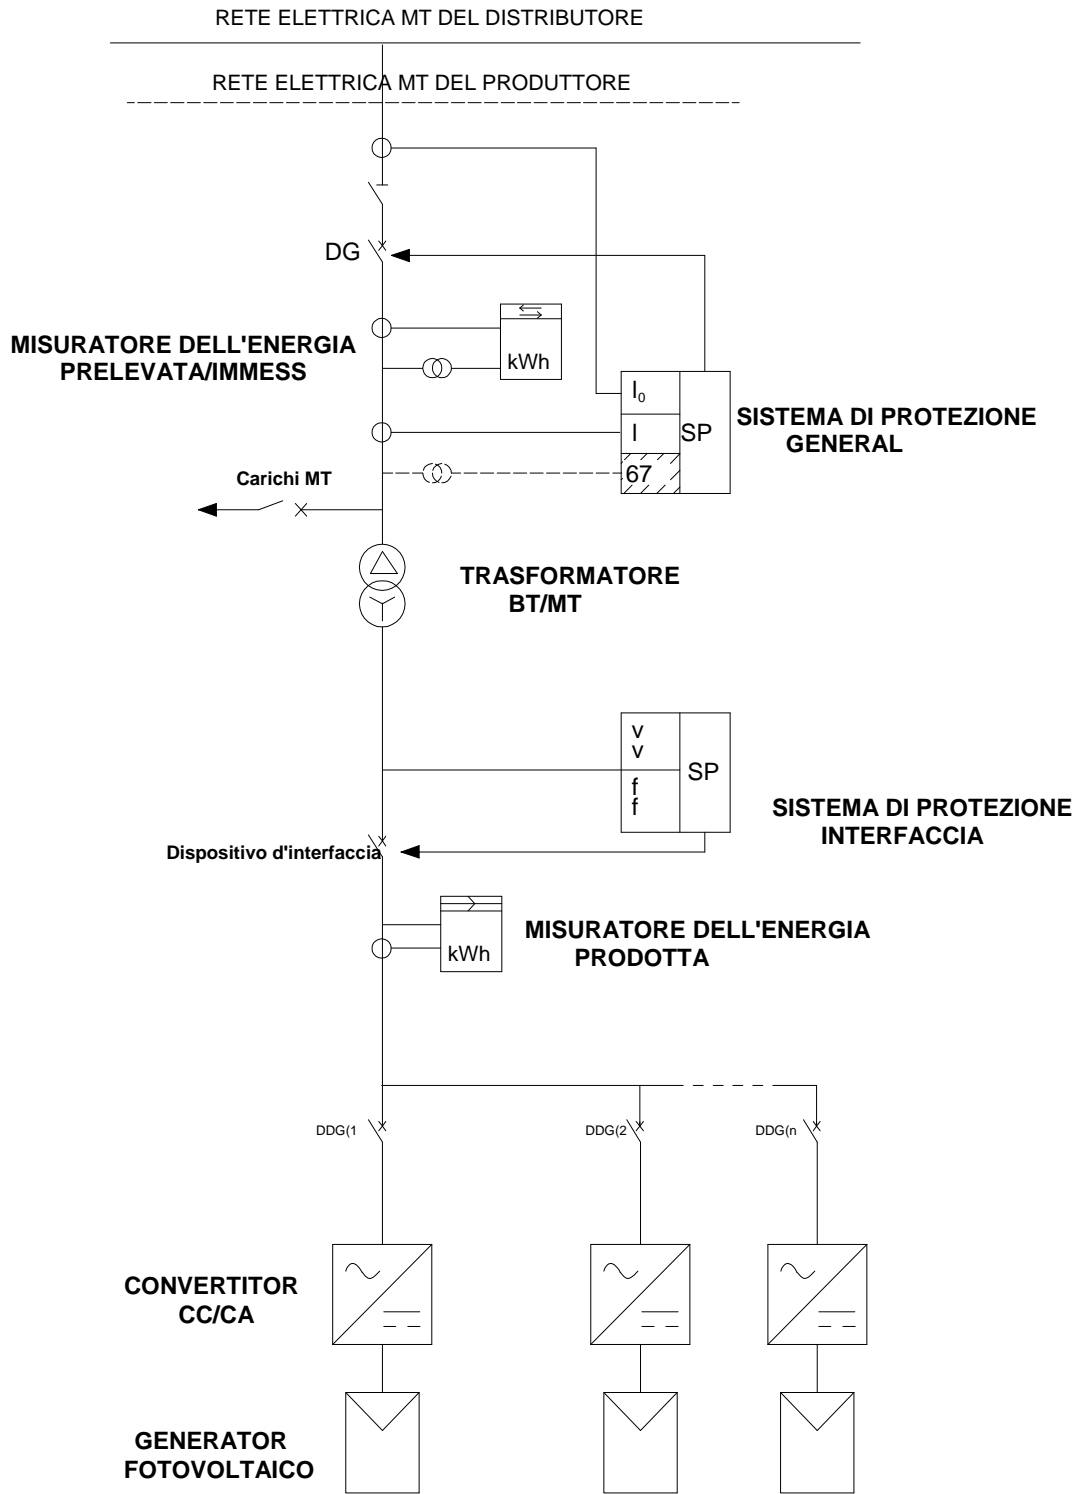 RETE ELETTRICA MT DEL DISTRIBUTORE
RETE ELETTRICA MT DEL PRODUTTORE
DG
MISURATORE DELL'ENERGIA
PRELEVATA/IMMESS
kWh
I₀
I
67
SP
SISTEMA DI PROTEZIONE
GENERAL
Carichi MT
TRASFORMATORE
BT/MT
v
v
f
f
SP
SISTEMA DI PROTEZIONE
INTERFACCIA
Dispositivo d'interfaccia
kWh
MISURATORE DELL'ENERGIA
PRODOTTA
DDG(1
DDG(2
DDG(n
CONVERTITOR
CC/CA
GENERATOR
FOTOVOLTAICO